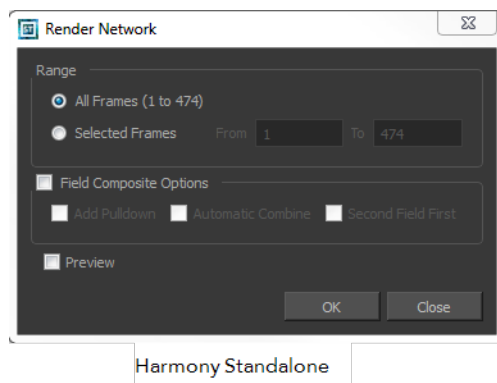 Render Network
Range
All Frames (1 to 474)
Selected Frames From 1 To 474
Field Composite Options
Add Pulldown Automatic Combine Second Field First
Preview
OK Close
Harmony Standalone